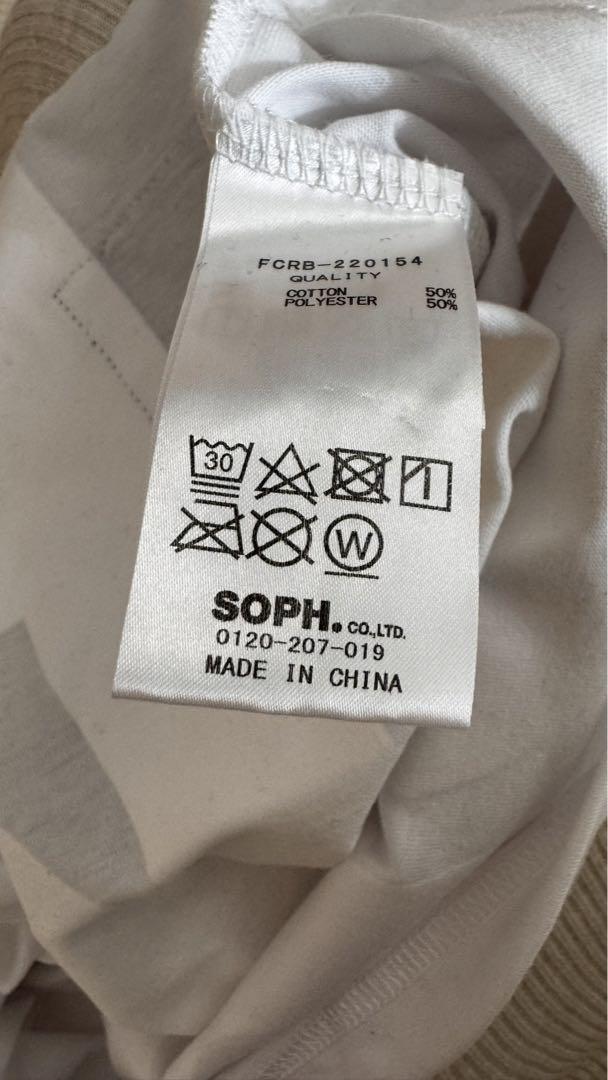 FCRB-220154
QUALITY
COTTON 50%
POLYESTER 50%
30
W
SOPH. CO.,LTD.
0120-207-019
MADE IN CHINA